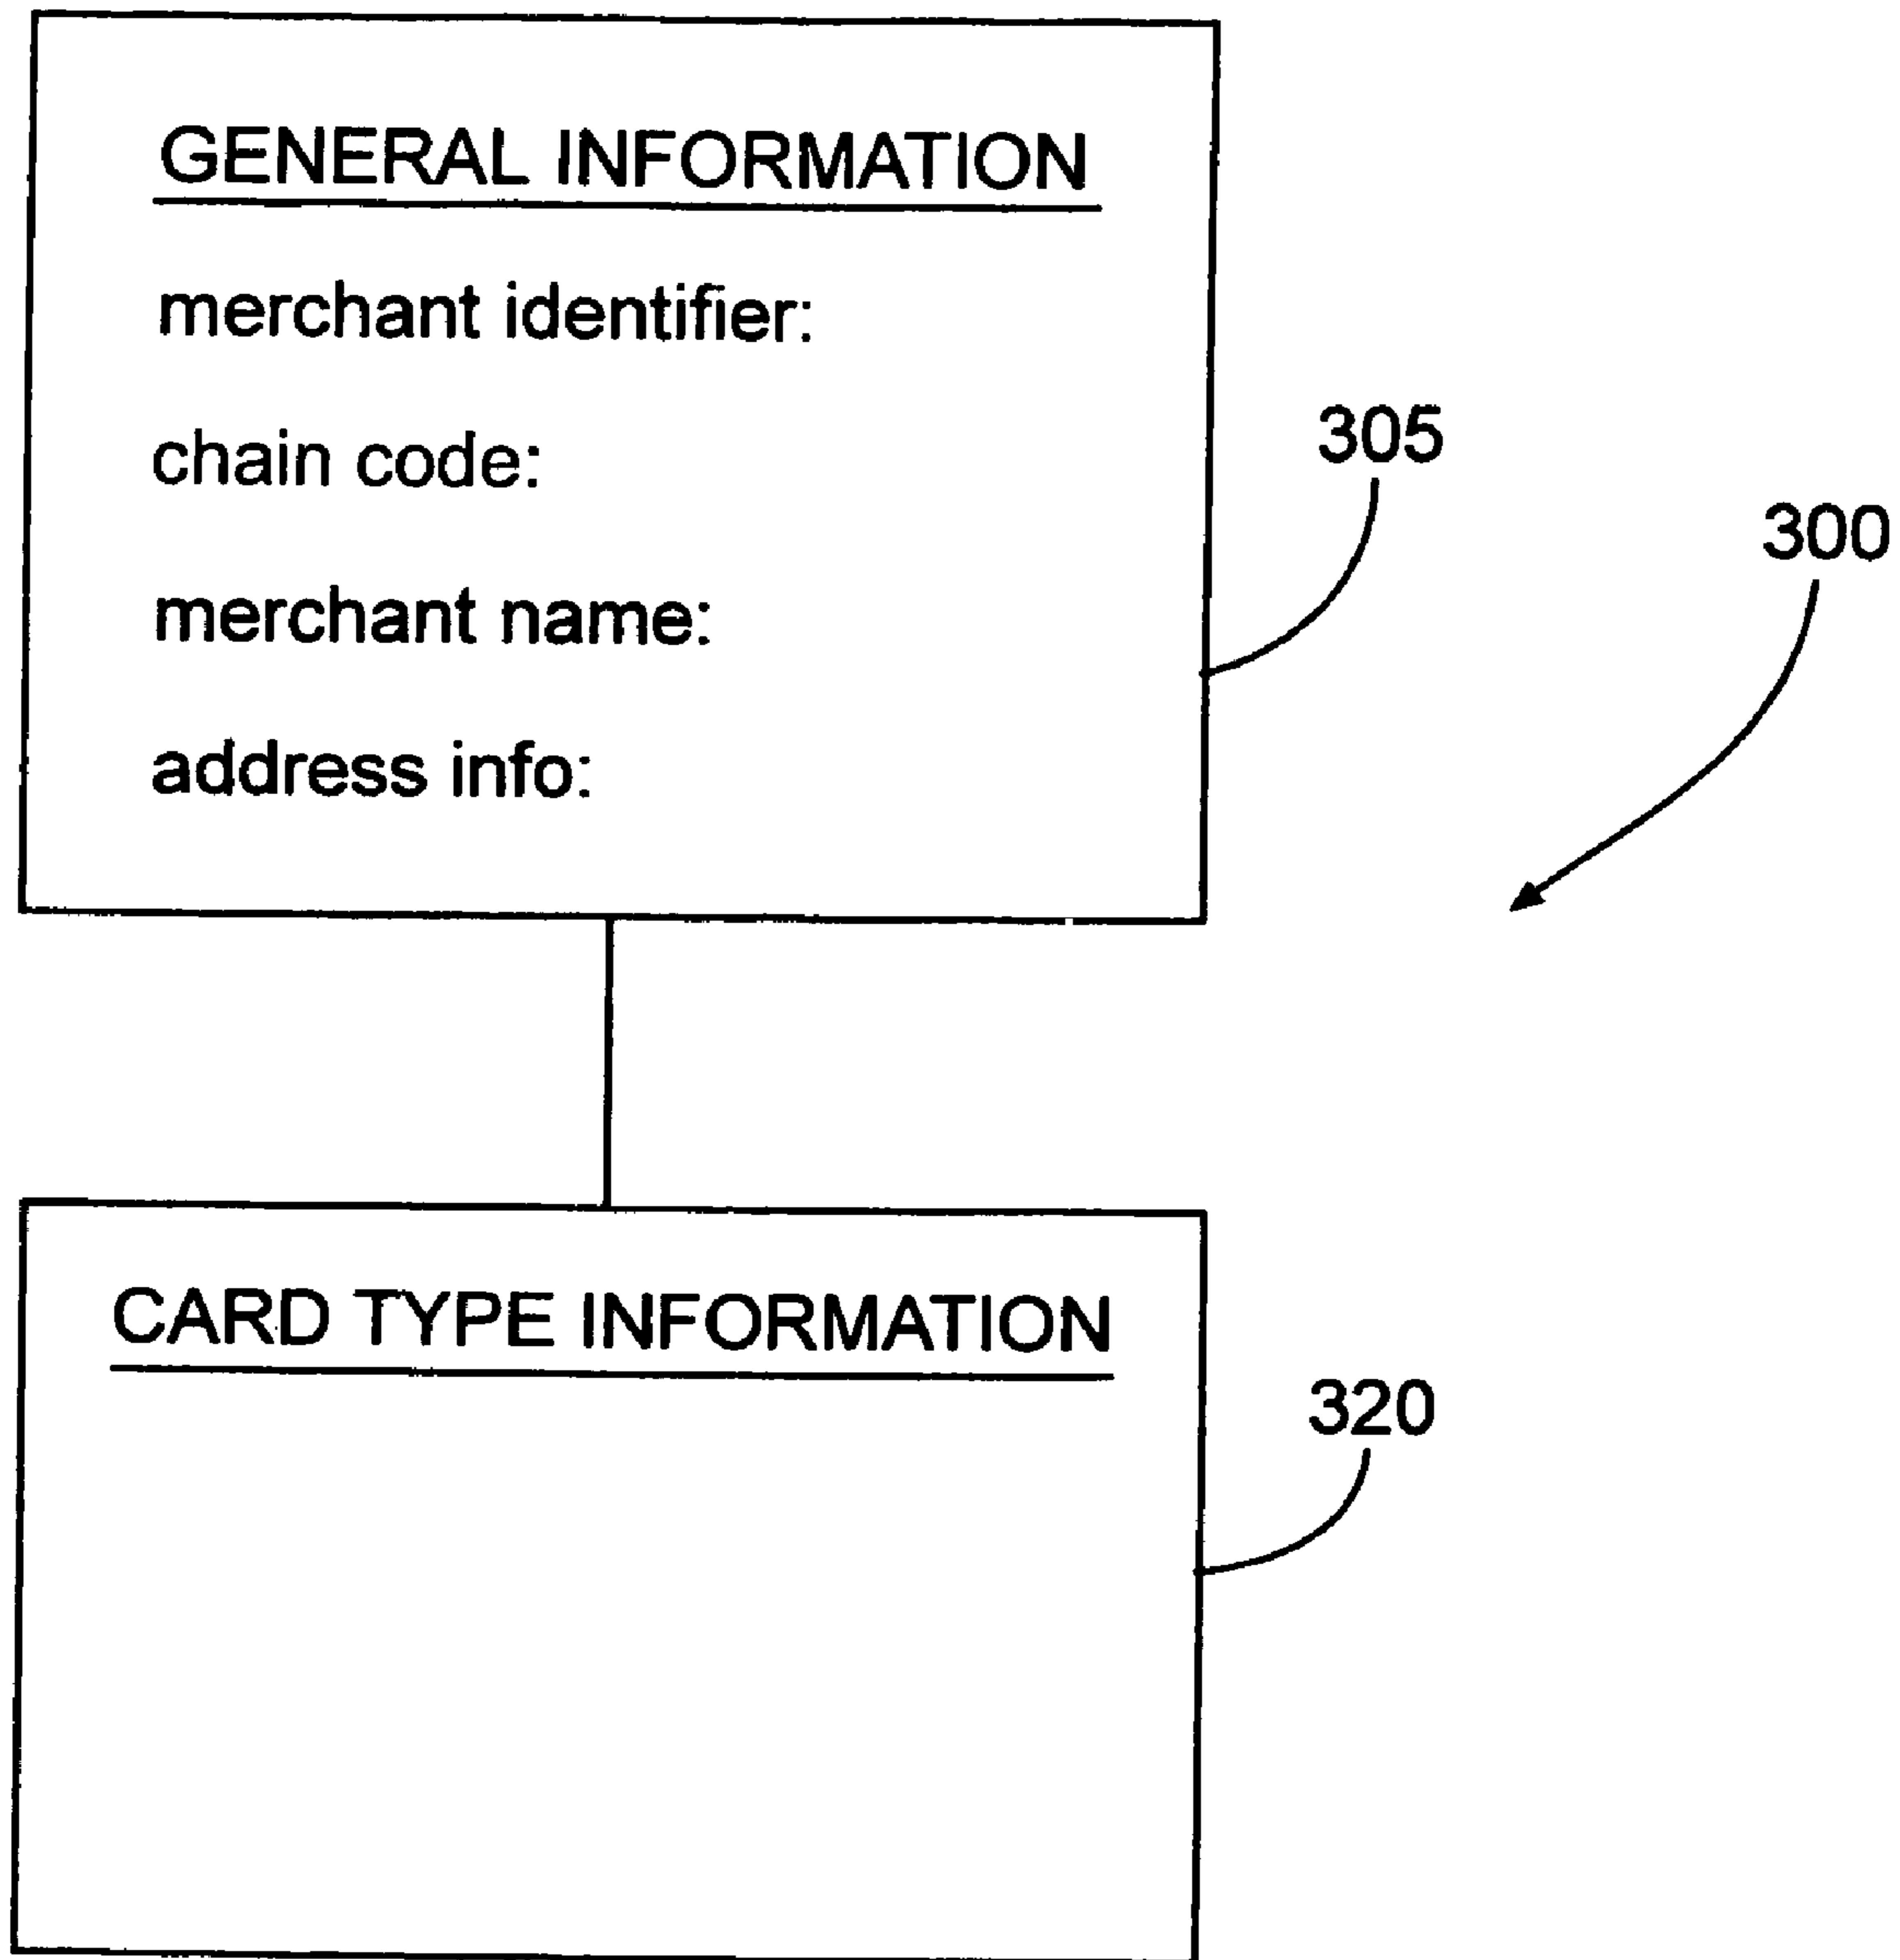 GENERAL INFORMATION
merchant identifier:
chain code:
merchant name:
address info:
305
300
CARD TYPE INFORMATION
320